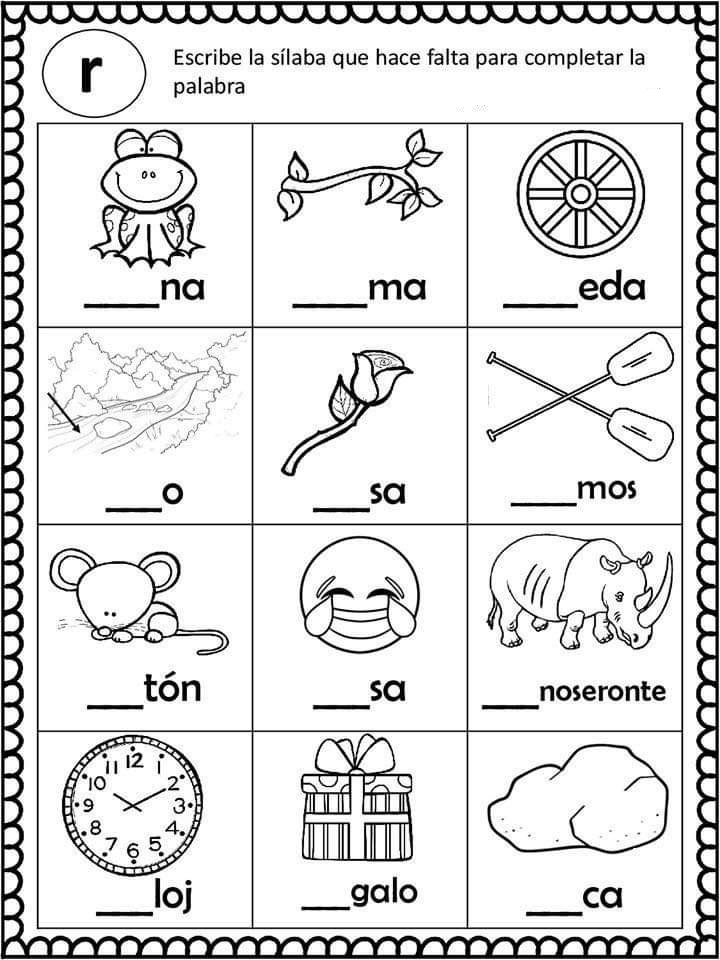 r
Escribe la sílaba que hace falta para completar la
palabra
____na
____ma
____eda
___o
___sa
____mos
___tón
___sa
___noseronte
11 12 1
10 2
9 3
8 4
7 6 5
___loj
___galo
___ca